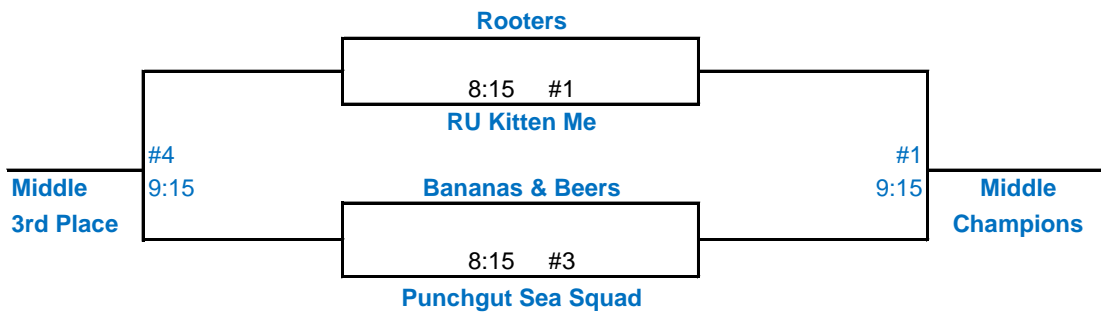 Rooters
8:15 #1
RU Kitten Me
#4
9:15
Middle
3rd Place
#1
9:15
Middle
Champions
Bananas & Beers
8:15 #3
Punchgut Sea Squad